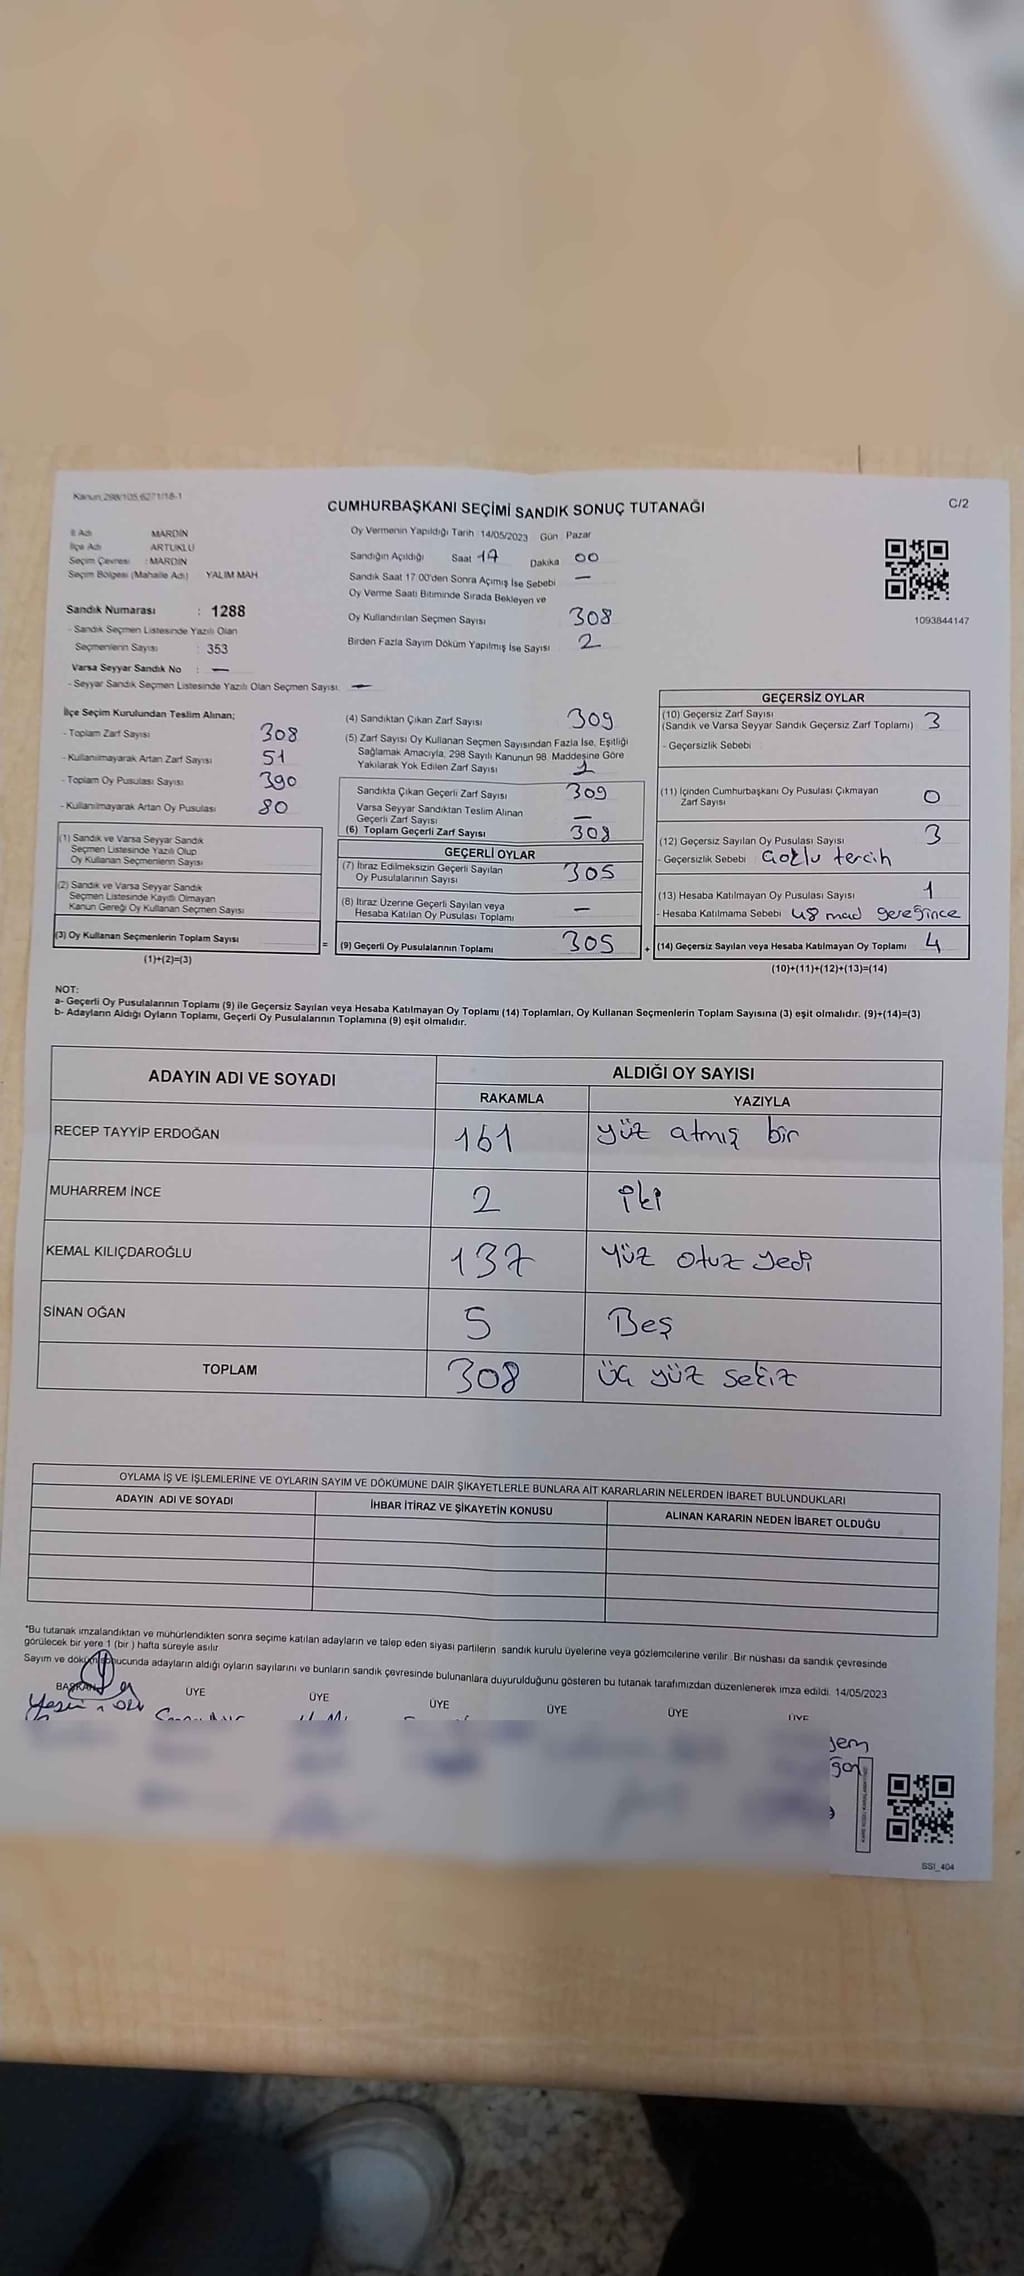 Kanun,298/105,6271/18-1
CUMHURBAŞKANI SEÇİMİ SANDIK SONUÇ TUTANAĞI
C/2
İl Adı MARDİN
İlçe Adı ARTUKLU
Seçim Çevresi : MARDİN
Seçim Bölgesi (Mahalle Adı) YALIM MAH
Sandık Numarası : 1288
- Sandık Seçmen Listesinde Yazılı Olan
Seçmenlerin Sayısı : 353
Varsa Seyyar Sandık No : —
- Seyyar Sandık Seçmen Listesinde Yazılı Olan Seçmen Sayısı —
Oy Vermenin Yapıldığı Tarih :14/05/2023 Gün : Pazar
Sandığın Açıldığı Saat 17 Dakika 00
Sandık Saat 17:00'den Sonra Açımış İse Sebebi —
Oy Verme Saati Bitiminde Sırada Bekleyen ve
Oy Kullandırılan Seçmen Sayısı 308
Birden Fazla Sayım Döküm Yapılmış İse Sayısı 2
1093844147
İlçe Seçim Kurulundan Teslim Alınan;
- Toplam Zarf Sayısı 308
- Kullanılmayarak Artan Zarf Sayısı 51
- Toplam Oy Pusulası Sayısı 390
- Kullanılmayarak Artan Oy Pusulası 80
(1) Sandık ve Varsa Seyyar Sandık
Seçmen Listesinde Yazılı Olup
Oy Kullanan Seçmenlerin Sayısı
(2) Sandık ve Varsa Seyyar Sandık
Seçmen Listesinde Kayıtlı Olmayan
Kanun Gereği Oy Kullanan Seçmen Sayısı
(3) Oy Kullanan Seçmenlerin Toplam Sayısı
(1)+(2)=(3)
=
(4) Sandıktan Çıkan Zarf Sayısı 309
(5) Zarf Sayısı Oy Kullanan Seçmen Sayısından Fazla İse, Eşitliği
Sağlamak Amacıyla, 298 Sayılı Kanunun 98. Maddesine Göre
Yakılarak Yok Edilen Zarf Sayısı 1
Sandıkta Çıkan Geçerli Zarf Sayısı 309
Varsa Seyyar Sandıktan Teslim Alınan
Geçerli Zarf Sayısı —
(6) Toplam Geçerli Zarf Sayısı 308
GEÇERLİ OYLAR
(7) İtiraz Edilmeksizin Geçerli Sayılan
Oy Pusulalarının Sayısı 305
(8) İtiraz Üzerine Geçerli Sayılan veya
Hesaba Katılan Oy Pusulası Toplamı —
(9) Geçerli Oy Pusulalarının Toplamı 305
+
GEÇERSİZ OYLAR
(10) Geçersiz Zarf Sayısı
(Sandık ve Varsa Seyyar Sandık Geçersiz Zarf Toplamı) 3
- Geçersizlik Sebebi
(11) İçinden Cumhurbaşkanı Oy Pusulası Çıkmayan
Zarf Sayısı 0
(12) Geçersiz Sayılan Oy Pusulası Sayısı 3
- Geçersizlik Sebebi Çoklu tercih
(13) Hesaba Katılmayan Oy Pusulası Sayısı 1
- Hesaba Katılmama Sebebi 48 mad gereğince
(14) Geçersiz Sayılan veya Hesaba Katılmayan Oy Toplamı 4
(10)+(11)+(12)+(13)=(14)
NOT:
a- Geçerli Oy Pusulalarının Toplamı (9) ile Geçersiz Sayılan veya Hesaba Katılmayan Oy Toplamı (14) Toplamları, Oy Kullanan Seçmenlerin Toplam Sayısına (3) eşit olmalıdır. (9)+(14)=(3)
b- Adayların Aldığı Oyların Toplamı, Geçerli Oy Pusulalarının Toplamına (9) eşit olmalıdır.
ADAYIN ADI VE SOYADI
ALDIĞI OY SAYISI
RAKAMLA YAZIYLA
RECEP TAYYİP ERDOĞAN 161 yüz atmış bir
MUHARREM İNCE 2 iki
KEMAL KILIÇDAROĞLU 137 Yüz otuz yedi
SİNAN OĞAN 5 Beş
TOPLAM 308 üç yüz sekiz
OYLAMA İŞ VE İŞLEMLERİNE VE OYLARIN SAYIM VE DÖKÜMÜNE DAİR ŞİKAYETLERLE BUNLARA AİT KARARLARIN NELERDEN İBARET BULUNDUKLARI
ADAYIN ADI VE SOYADI İHBAR İTİRAZ VE ŞİKAYETİN KONUSU ALINAN KARARIN NEDEN İBARET OLDUĞU
*Bu tutanak imzalandıktan ve mühürlendikten sonra seçime katılan adayların ve talep eden siyasi partilerin sandık kurulu üyelerine veya gözlemcilerine verilir. Bir nüshası da sandık çevresinde
görülecek bir yere 1 (bir ) hafta süreyle asılır.
Sayım ve döküm sonucunda adayların aldığı oyların sayılarını ve bunların sandık çevresinde bulunanlara duyurulduğunu gösteren bu tutanak tarafımızdan düzenlenerek imza edildi. 14/05/2023
BAŞKAN ÜYE ÜYE ÜYE ÜYE ÜYE ÜYE
SSI_404